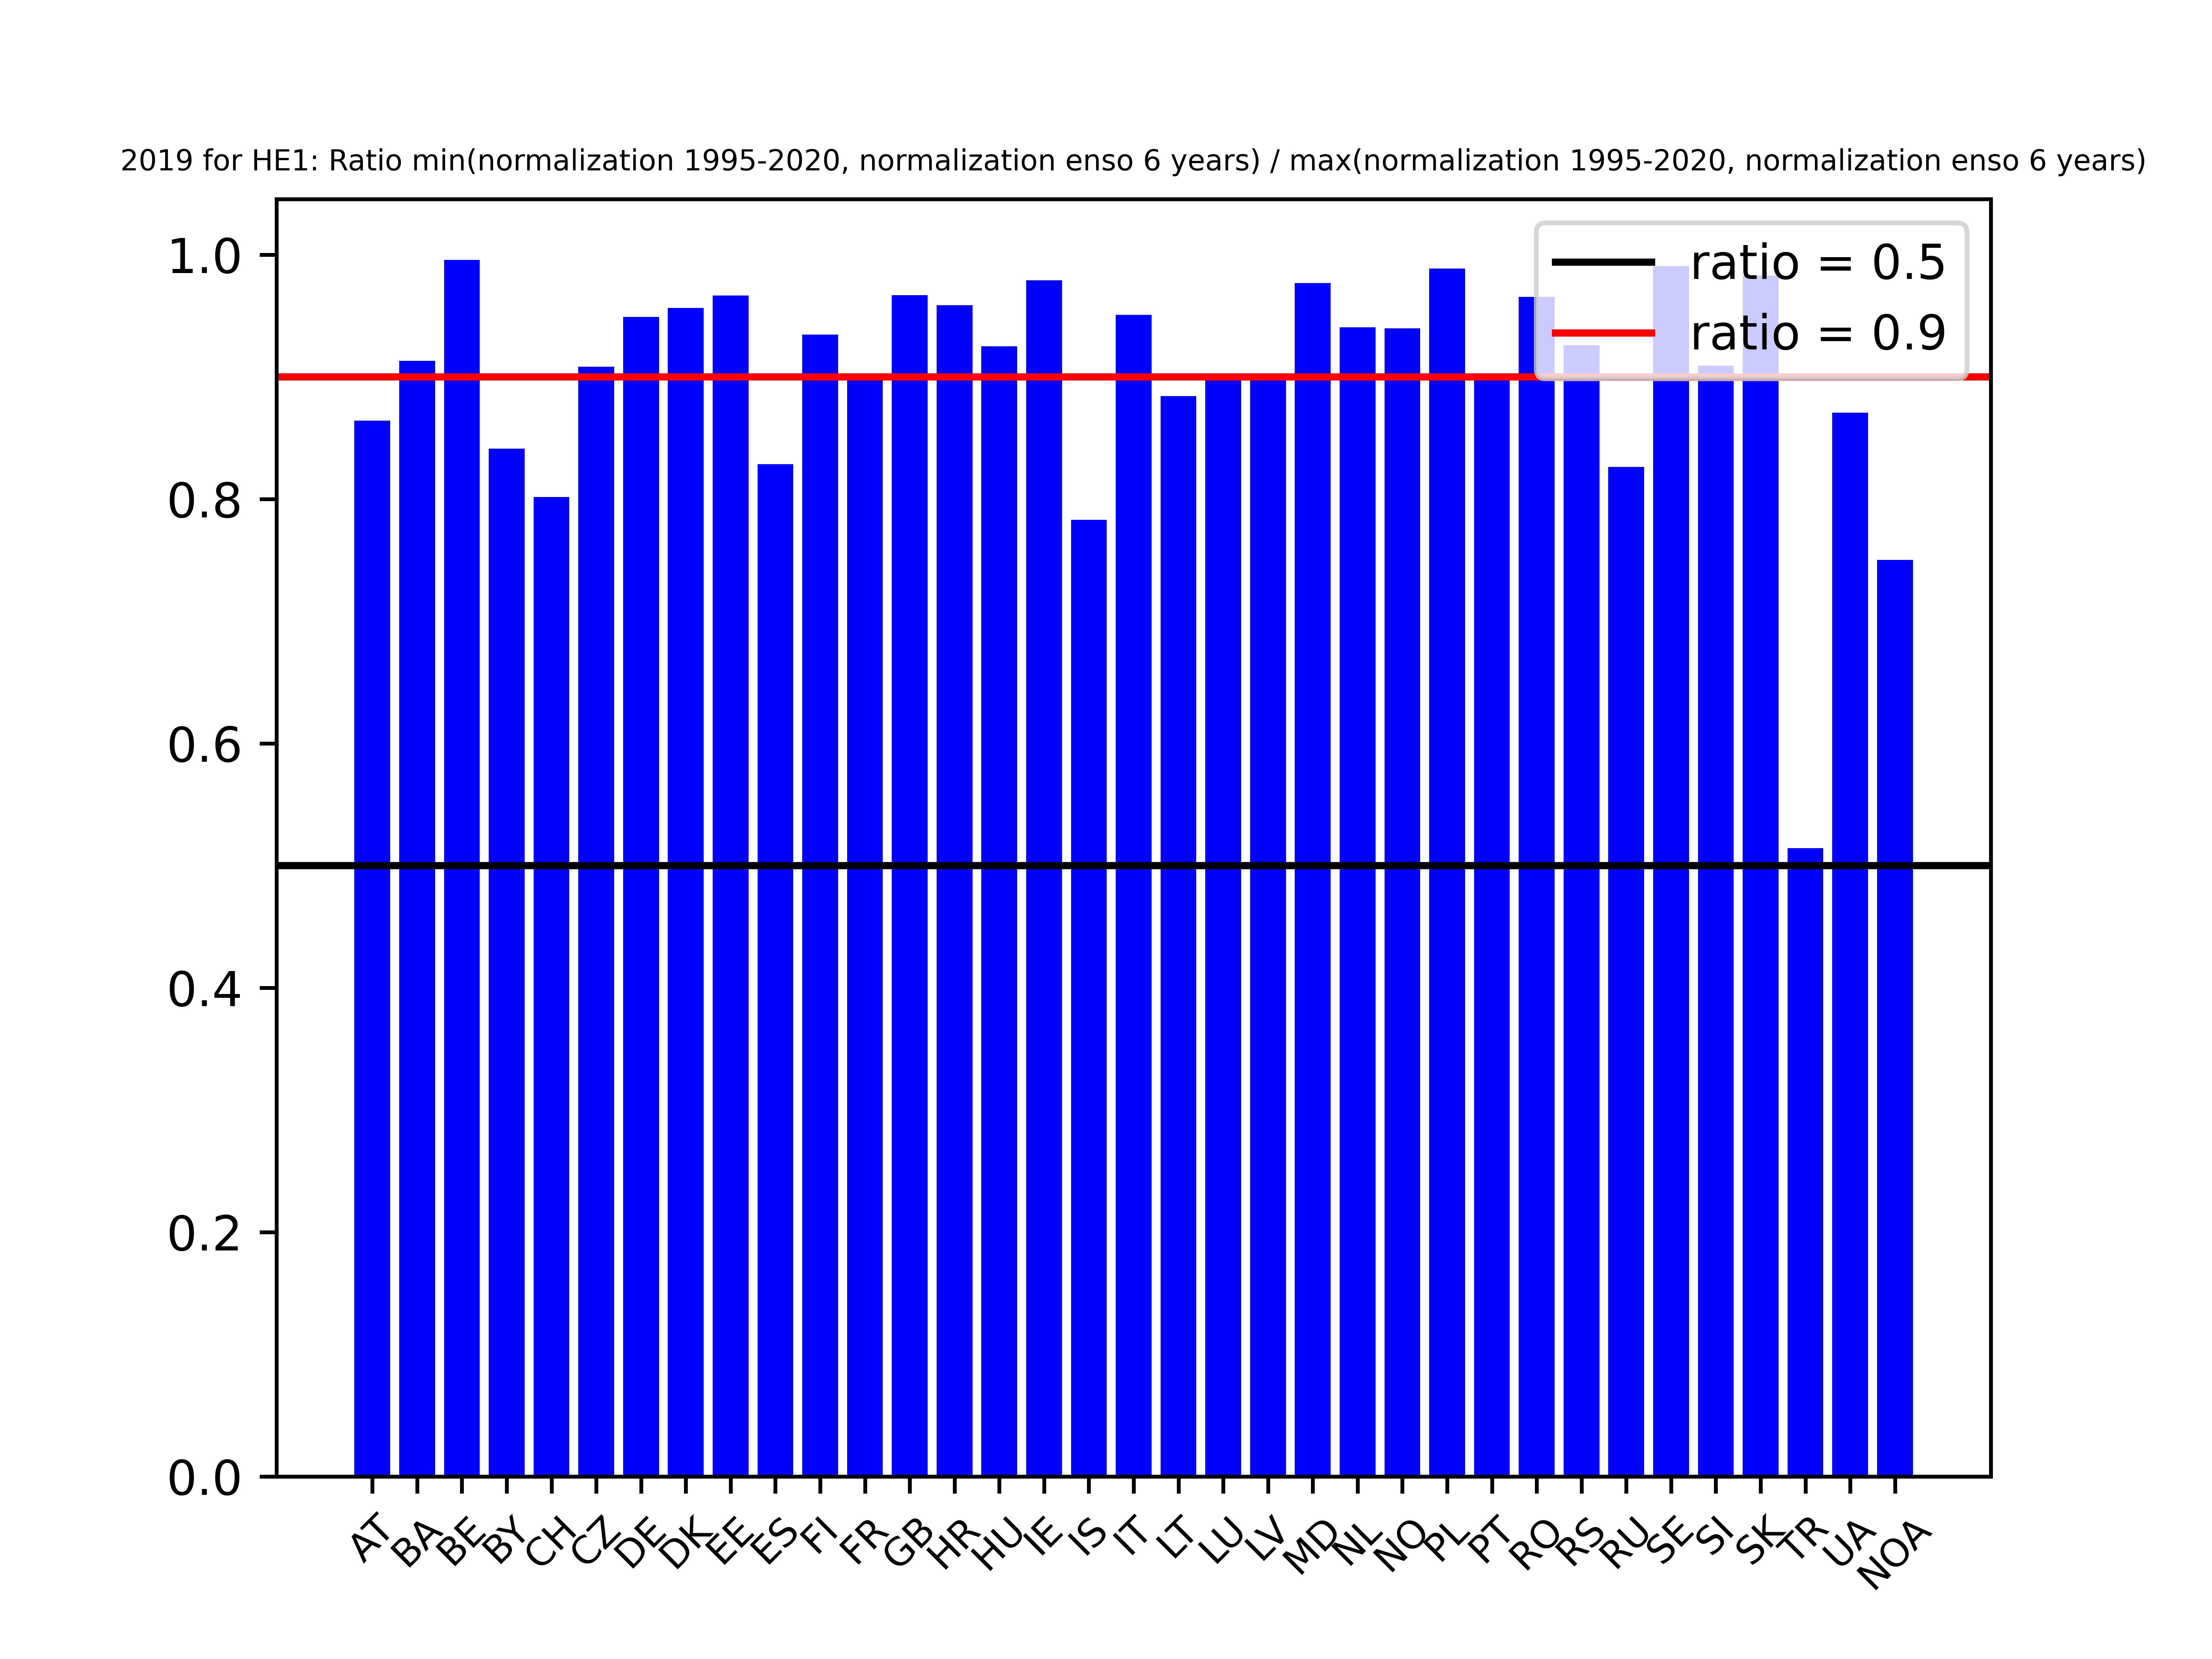 2019 for HE1: Ratio min(normalization 1995-2020, normalization enso 6 years) / max(normalization 1995-2020, normalization enso 6 years)
ratio = 0.5
ratio = 0.9
1.0
0.8
0.6
0.4
0.2
0.0
AT BA BE BY CH CZ DE DK EE ES FI FR GB HR HU IE IS IT LT LU LV MD NL NO PL PT RO RS RU SE SI SK TR UA NOA